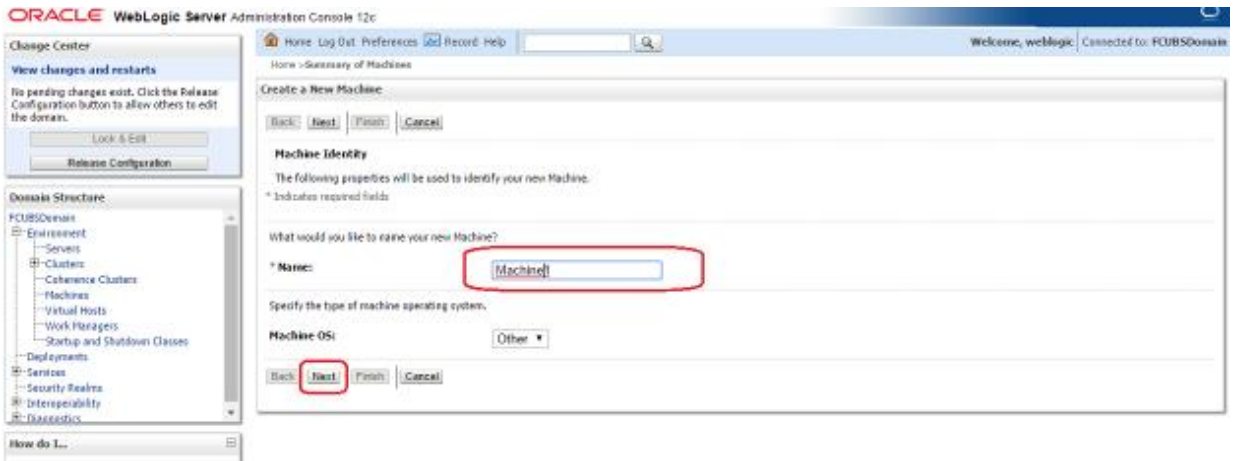 ORACLE WebLogic Server Administration Console 12c
Change Center
View changes and restarts
No pending changes exist. Click the Release
Configuration button to allow others to edit
the domain.
Lock & Edit
Release Configuration
Domain Structure
FCUBSDomain
Environment
Servers
Clusters
Coherence Clusters
Machines
Virtual Hosts
Work Managers
Startup and Shutdown Classes
Deployments
Services
Security Realms
Interoperability
Diagnostics
How do I...
Home Log Out Preferences Record Help
Welcome, weblogic Connected to: FCUBSDomain
Home >Summary of Machines
Create a New Machine
Back Next Finish Cancel
Machine Identity
The following properties will be used to identify your new Machine.
* Indicates required fields
What would you like to name your new Machine?
* Name: Machine1
Specify the type of machine operating system.
Machine OS: Other
Back Next Finish Cancel